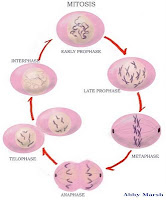 MITOSIS
EARLY PROPHASE
INTERPHASE
LATE PROPHASE
TELOPHASE
METAPHASE
ANAPHASE
Abby Marsh